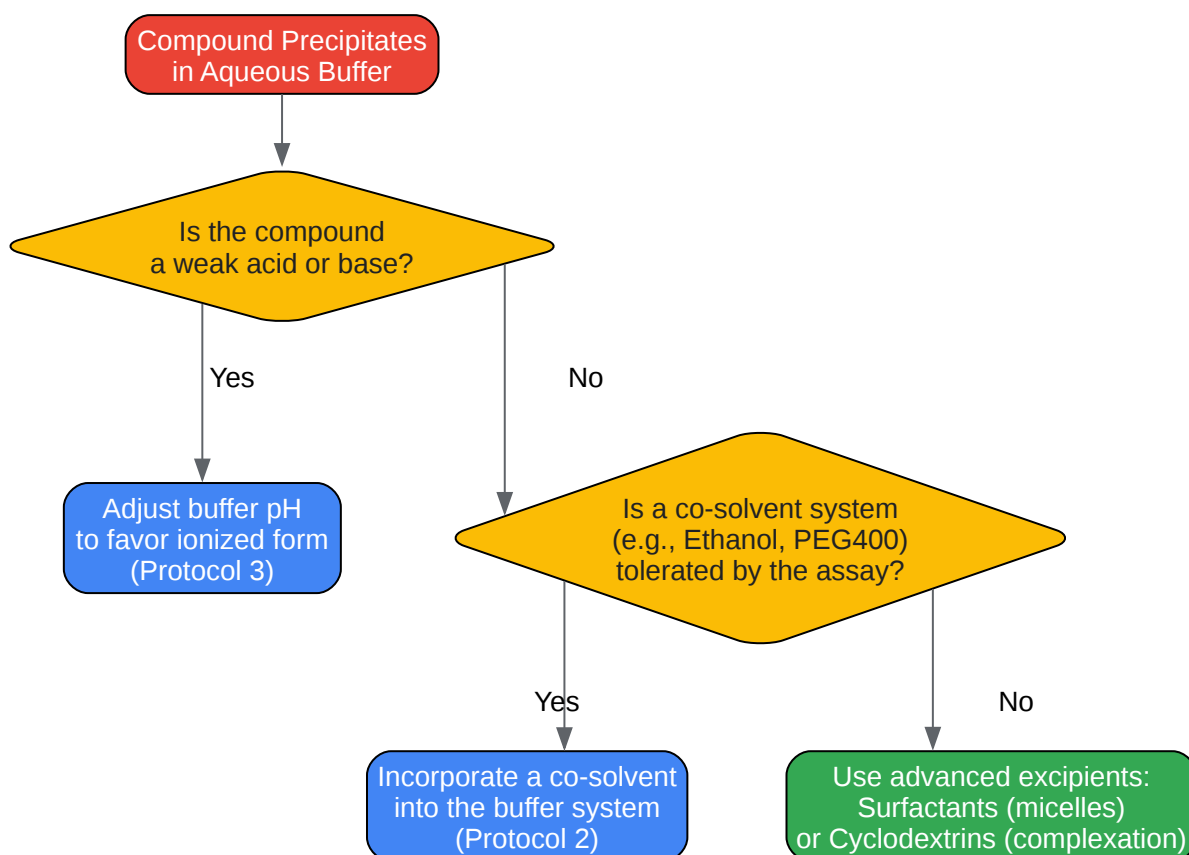 Compound Precipitates
in Aqueous Buffer
Is the compound
a weak acid or base?
Yes
No
Adjust buffer pH
to favor ionized form
(Protocol 3)
Is a co-solvent system
(e.g., Ethanol, PEG400)
tolerated by the assay?
Yes
No
Incorporate a co-solvent
into the buffer system
(Protocol 2)
Use advanced excipients:
Surfactants (micelles)
or Cyclodextrins (complexation)